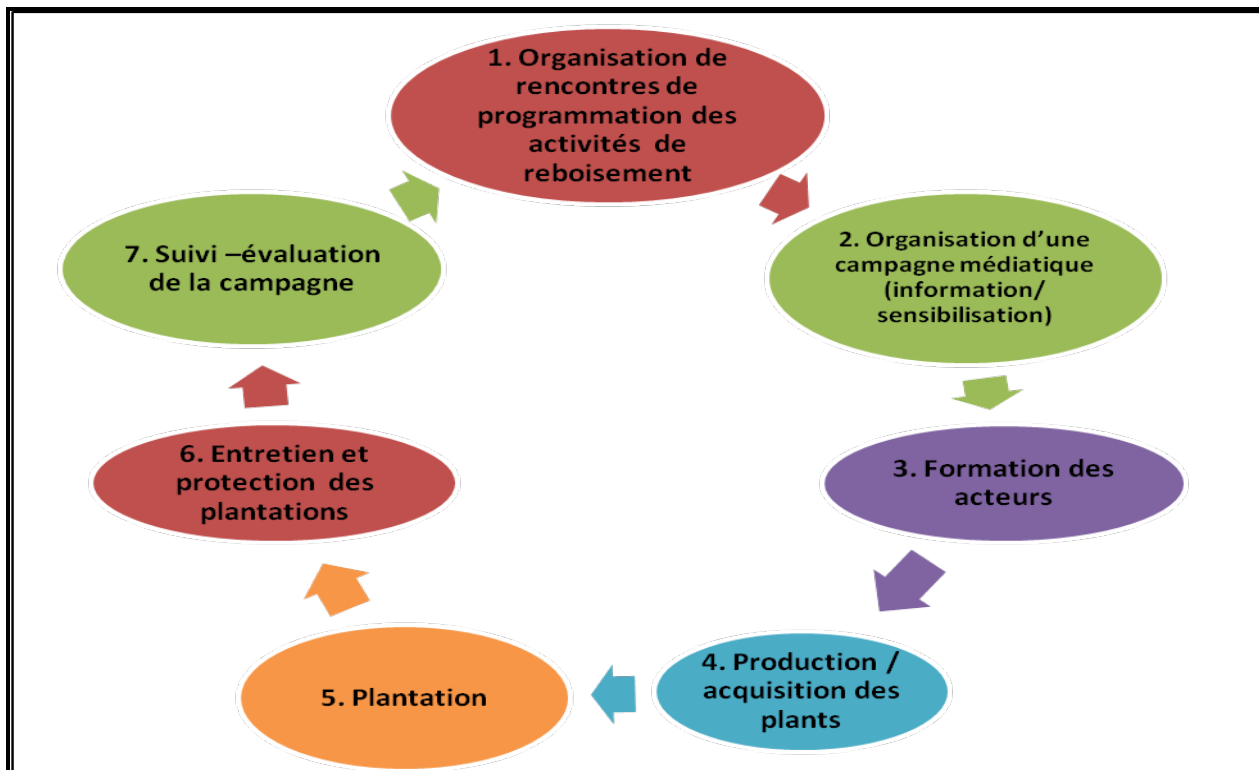 1. Organisation de
rencontres de
programmation des
activités de
reboisement
2. Organisation d’une
campagne médiatique
(information/
sensibilisation)
3. Formation des
acteurs
4. Production /
acquisition des
plants
5. Plantation
6. Entretien et
protection des
plantations
7. Suivi –évaluation
de la campagne